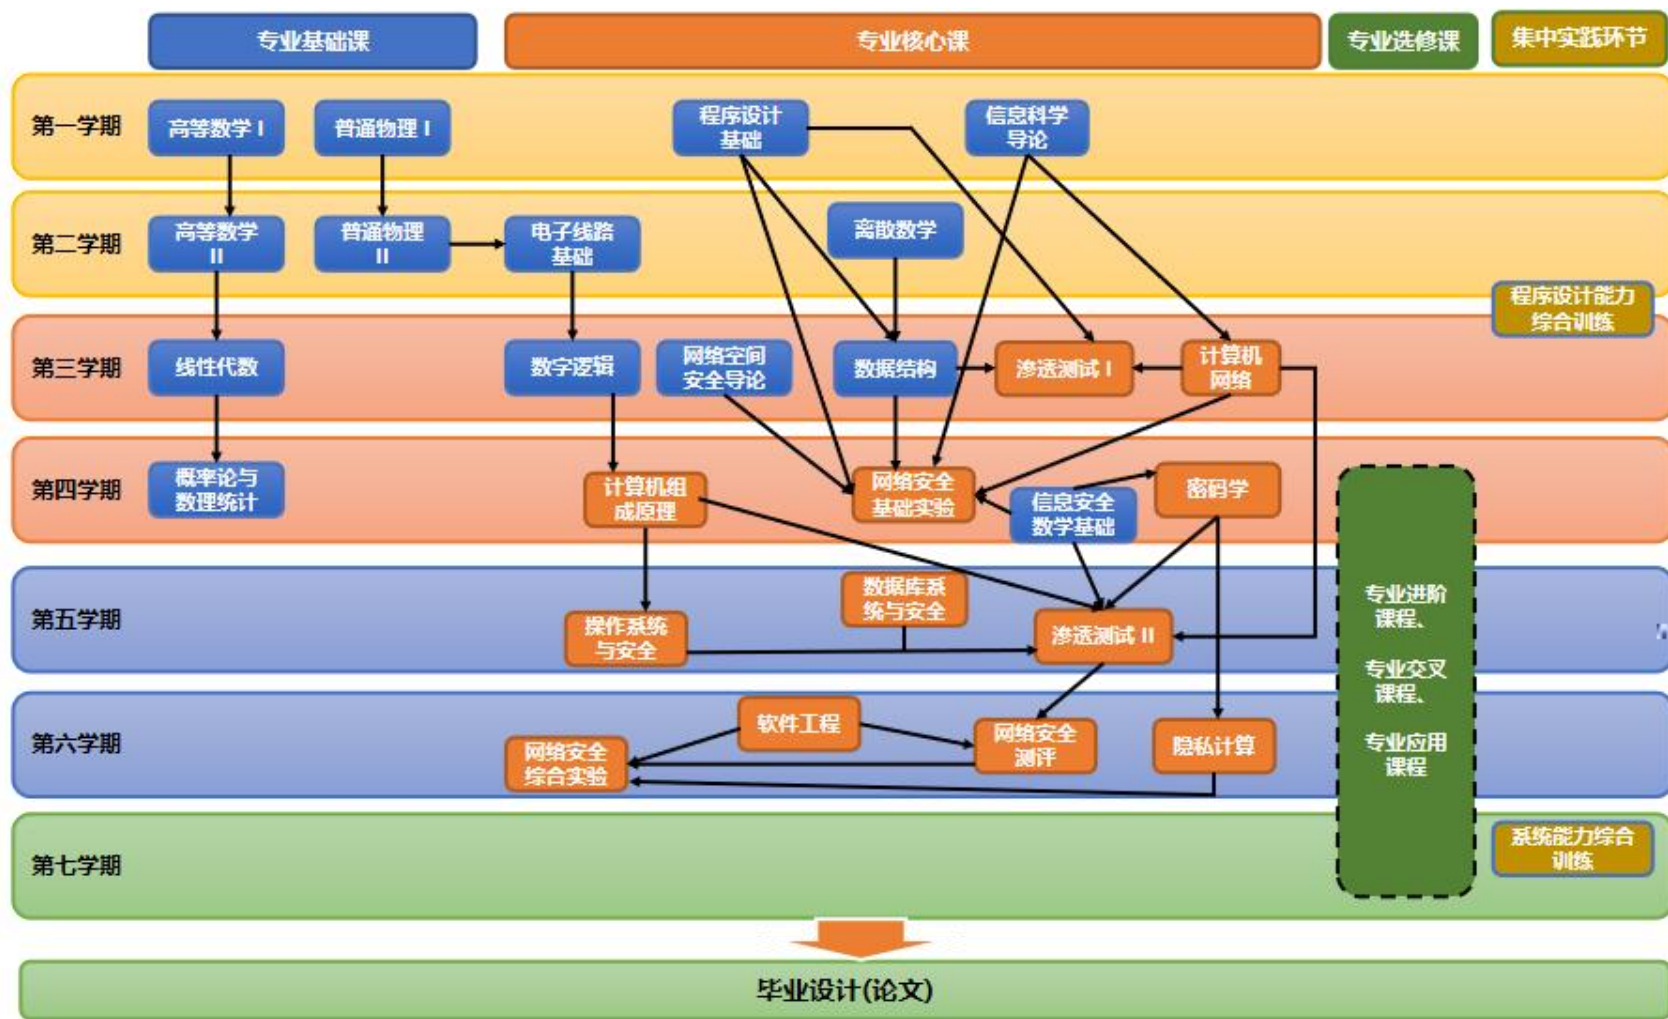 专业基础课
专业核心课
专业选修课
集中实践环节
第一学期
高等数学 I
普通物理 I
程序设计
基础
信息科学
导论
第二学期
高等数学
II
普通物理
II
电子线路
基础
离散数学
程序设计能力
综合训练
第三学期
线性代数
数字逻辑
网络空间
安全导论
数据结构
渗透测试 I
计算机
网络
第四学期
概率论与
数理统计
计算机组
成原理
网络安全
基础实验
信息安全
数学基础
密码学
第五学期
操作系统
与安全
数据库系
统与安全
渗透测试 II
专业进阶
课程、
专业交叉
课程、
专业应用
课程
第六学期
网络安全
综合实验
软件工程
网络安全
测评
隐私计算
第七学期
系统能力综合
训练
毕业设计(论文)